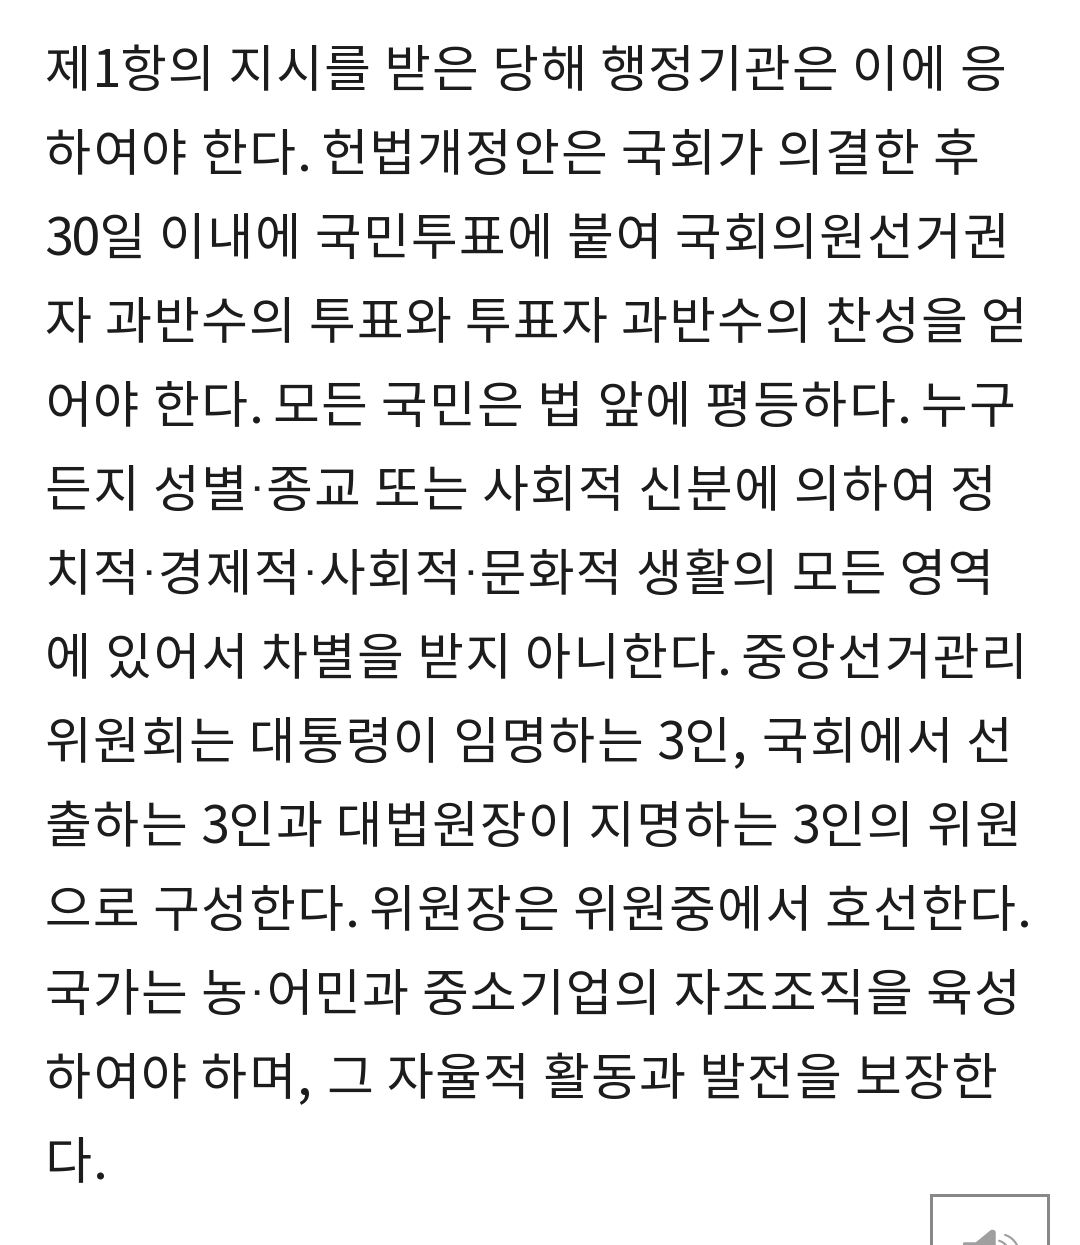 제1항의 지시를 받은 당해 행정기관은 이에 응
하여야 한다. 헌법개정안은 국회가 의결한 후
30일 이내에 국민투표에 붙여 국회의원선거권
자 과반수의 투표와 투표자 과반수의 찬성을 얻
어야 한다. 모든 국민은 법 앞에 평등하다. 누구
든지 성별·종교 또는 사회적 신분에 의하여 정
치적·경제적·사회적·문화적 생활의 모든 영역
에 있어서 차별을 받지 아니한다. 중앙선거관리
위원회는 대통령이 임명하는 3인, 국회에서 선
출하는 3인과 대법원장이 지명하는 3인의 위원
으로 구성한다. 위원장은 위원중에서 호선한다.
국가는 농·어민과 중소기업의 자조조직을 육성
하여야 하며, 그 자율적 활동과 발전을 보장한
다.